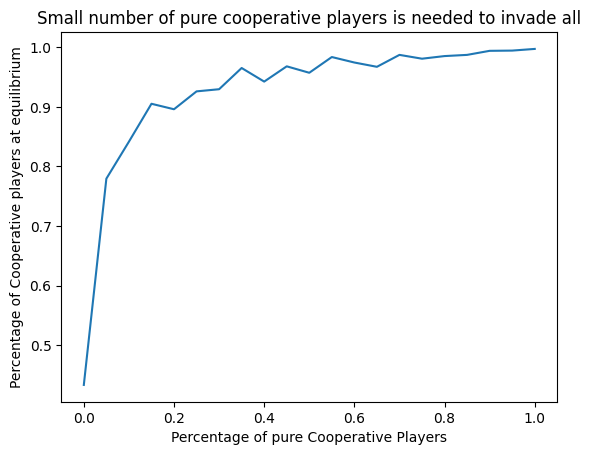 Small number of pure cooperative players is needed to invade all
Percentage of Cooperative players at equilibrium
1.0
0.9
0.8
0.7
0.6
0.5
0.0 0.2 0.4 0.6 0.8 1.0
Percentage of pure Cooperative Players